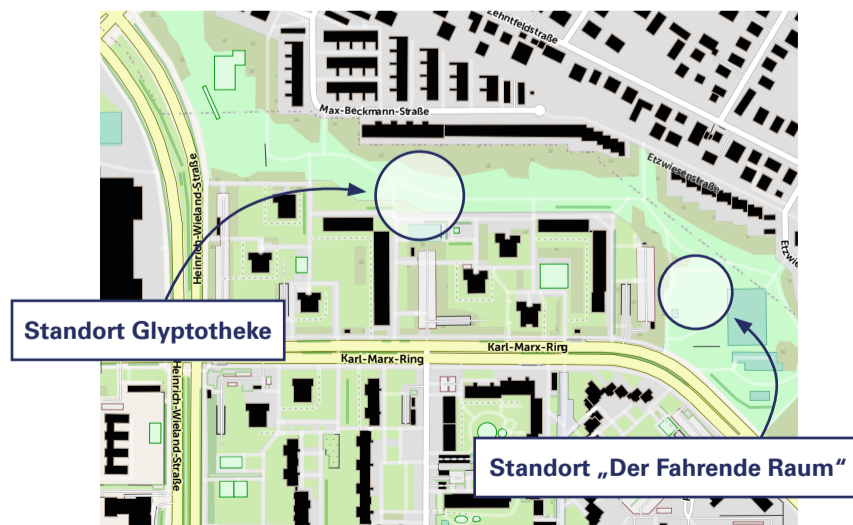 Zehntfeldstraße
Max-Beckmann-Straße
Etzwiesenstraße
Heinrich-Wieland-Straße
Etzwie
Standort Glyptotheke
Karl-Marx-Ring
Karl-Marx-Ring
Heinrich-Wieland-Straße
Standort „Der Fahrende Raum“